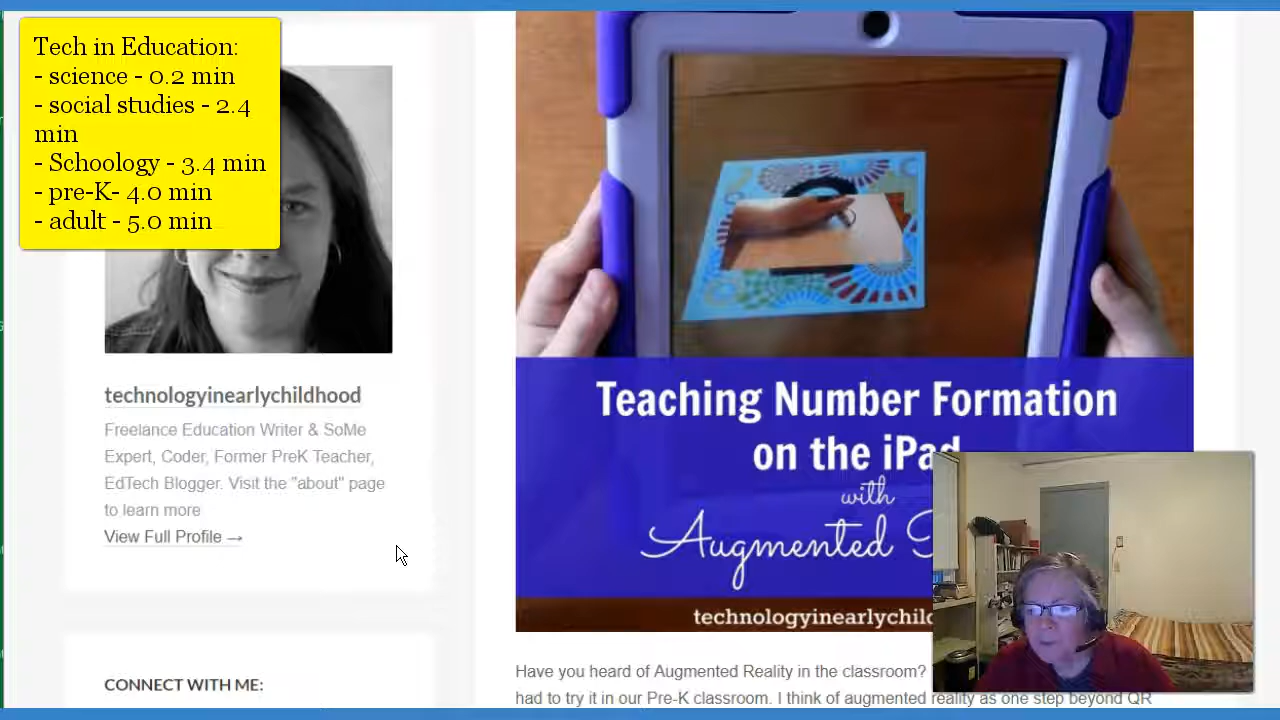 Tech in Education:
- science - 0.2 min
- social studies - 2.4
min
- Schoology - 3.4 min
- pre-K- 4.0 min
- adult - 5.0 min
technologyinearlychildhood
Freelance Education Writer & SoMe
Expert, Coder, Former PreK Teacher,
EdTech Blogger. Visit the "about" page
to learn more
View Full Profile →
CONNECT WITH ME:
Teaching Number Formation
on the iPad
with
Augmented
technologyinearlychild
Have you heard of Augmented Reality in the classroom?
had to try it in our Pre-K classroom. I think of augmented reality as one step beyond QR